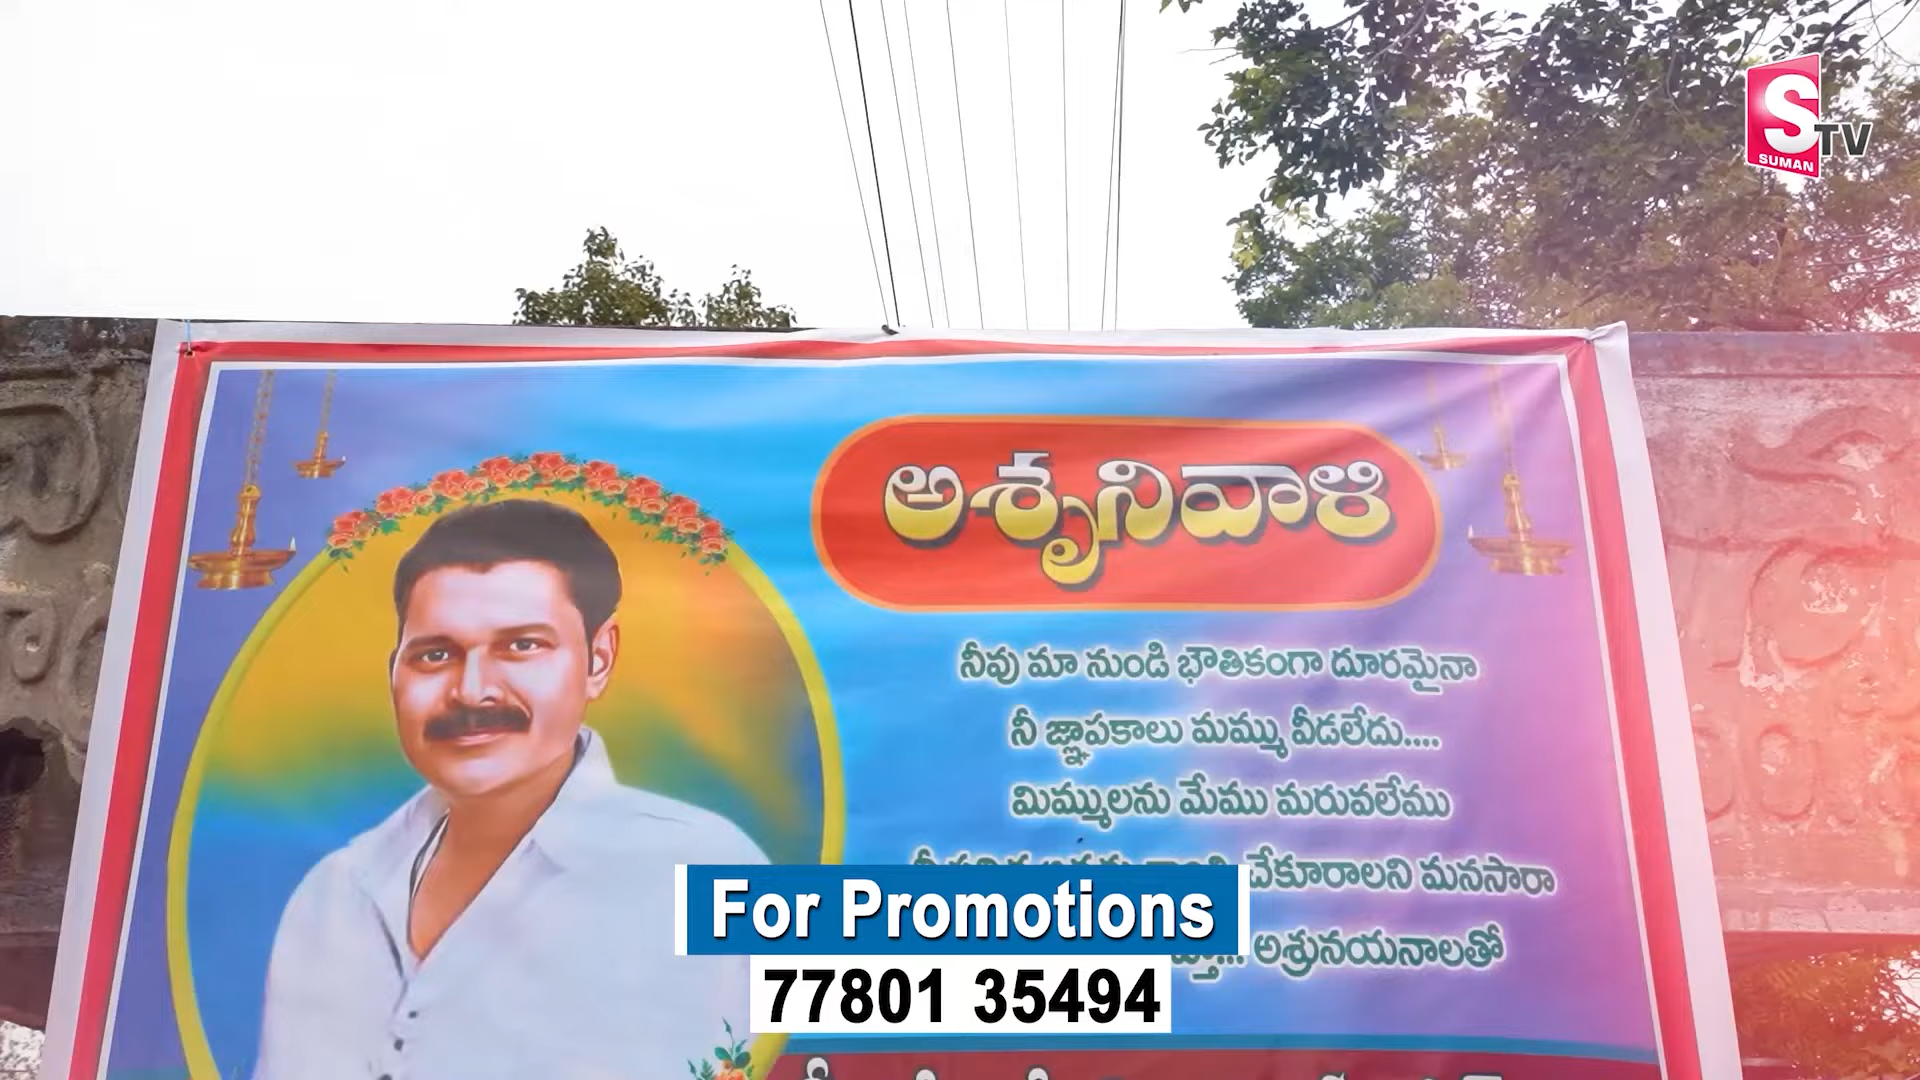 S TV
SUMAN
అశృనివాళి
నీవు మా నుండి భౌతికంగా దూరమైనా
నీ జ్ఞాపకాలు మమ్ము వీడలేదు....
మిమ్ములను మేము మరువలేము
చేకూరాలని మనసారా
అశ్రునయనాలతో
For Promotions
77801 35494